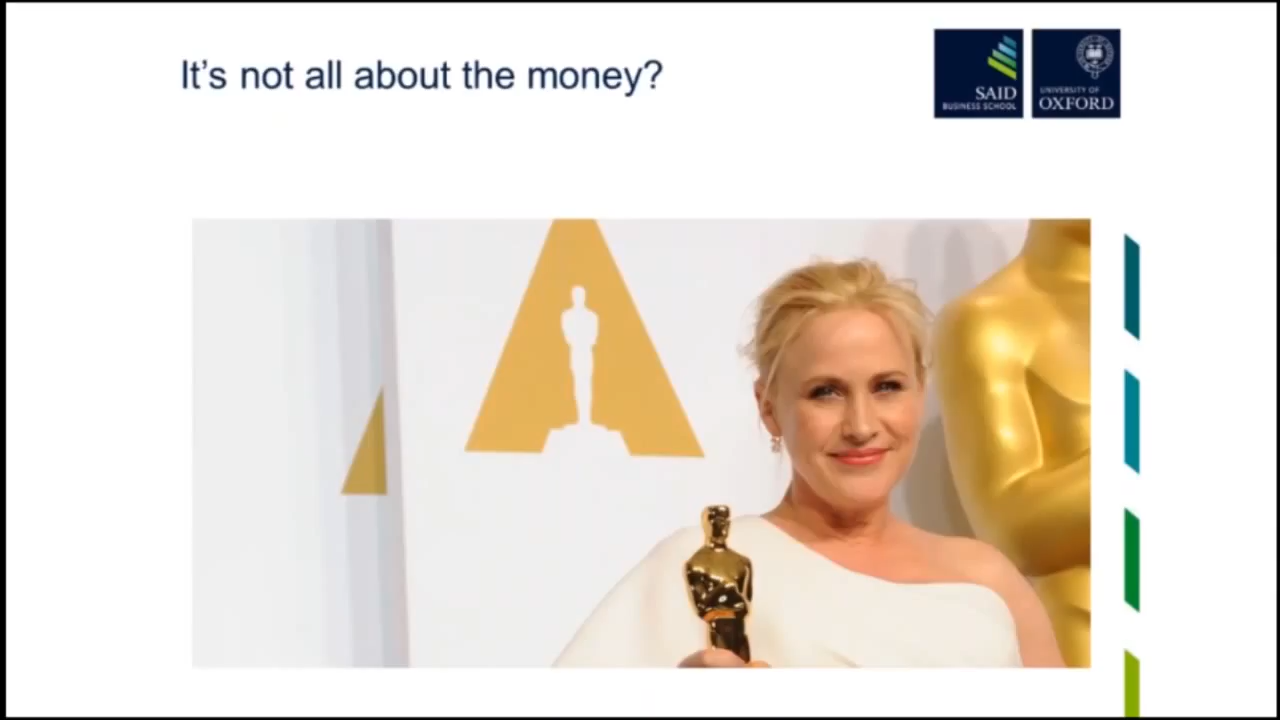 It's not all about the money?
SAID
BUSINESS SCHOOL
UNIVERSITY OF
OXFORD